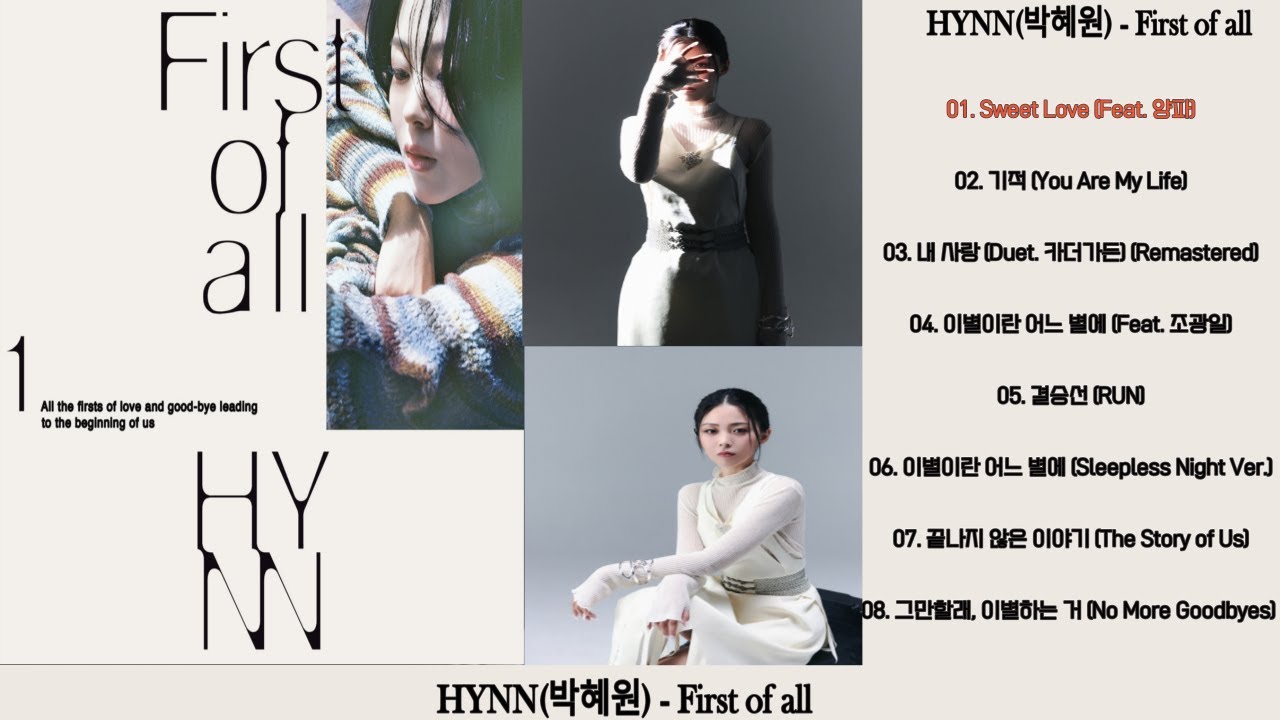 First
of
all
1
All the firsts of love and good-bye leading
to the beginning of us
HY
NN
HYNN(박혜원) - First of all
01. Sweet Love (Feat. 양파)
02. 기적 (You Are My Life)
03. 내 사랑 (Duet. 카더가든) (Remastered)
04. 이별이란 어느 별에 (Feat. 조광일)
05. 결승선 (RUN)
06. 이별이란 어느 별에 (Sleepless Night Ver.)
07. 끝나지 않은 이야기 (The Story of Us)
08. 그만할래, 이별하는 거 (No More Goodbyes)
HYNN(박혜원) - First of all